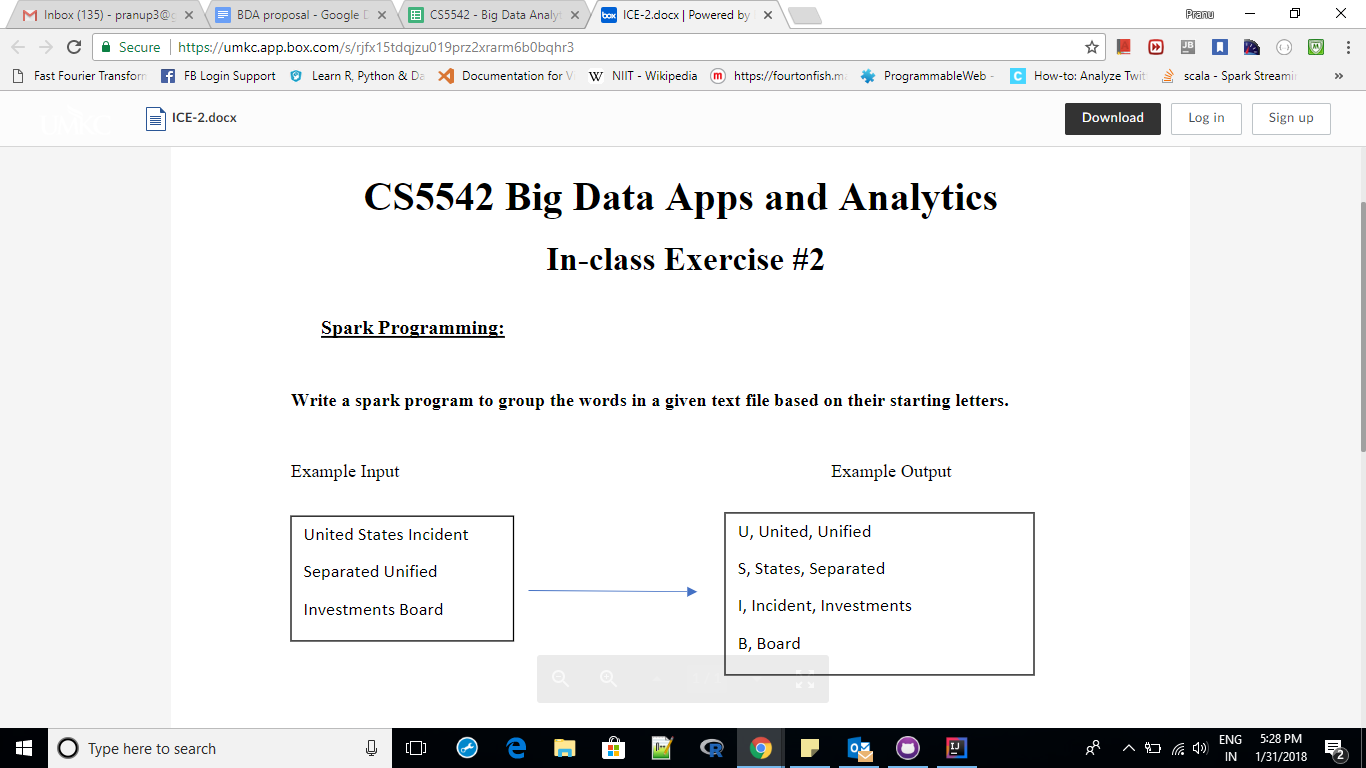 Inbox (135) - pranup3@g
BDA proposal - Google D
CS5542 - Big Data Analyt
ICE-2.docx | Powered by
Pranu
Secure
https://umkc.app.box.com/s/rjfx15tdqjzu019prz2xrarm6b0bqhr3
Fast Fourier Transforn
FB Login Support
Learn R, Python & Da
Documentation for V
W NIIT - Wikipedia
https://fourtonfish.m
ProgrammableWeb -
C How-to: Analyze Twit
scala - Spark Streami
»
UMKC
ICE-2.docx
Download
Log in
Sign up
CS5542 Big Data Apps and Analytics
In-class Exercise #2
Spark Programming:
Write a spark program to group the words in a given text file based on their starting letters.
Example Input
Example Output
United States Incident
Separated Unified
Investments Board
U, United, Unified
S, States, Separated
I, Incident, Investments
B, Board
Type here to search
ENG
IN
5:28 PM
1/31/2018
2